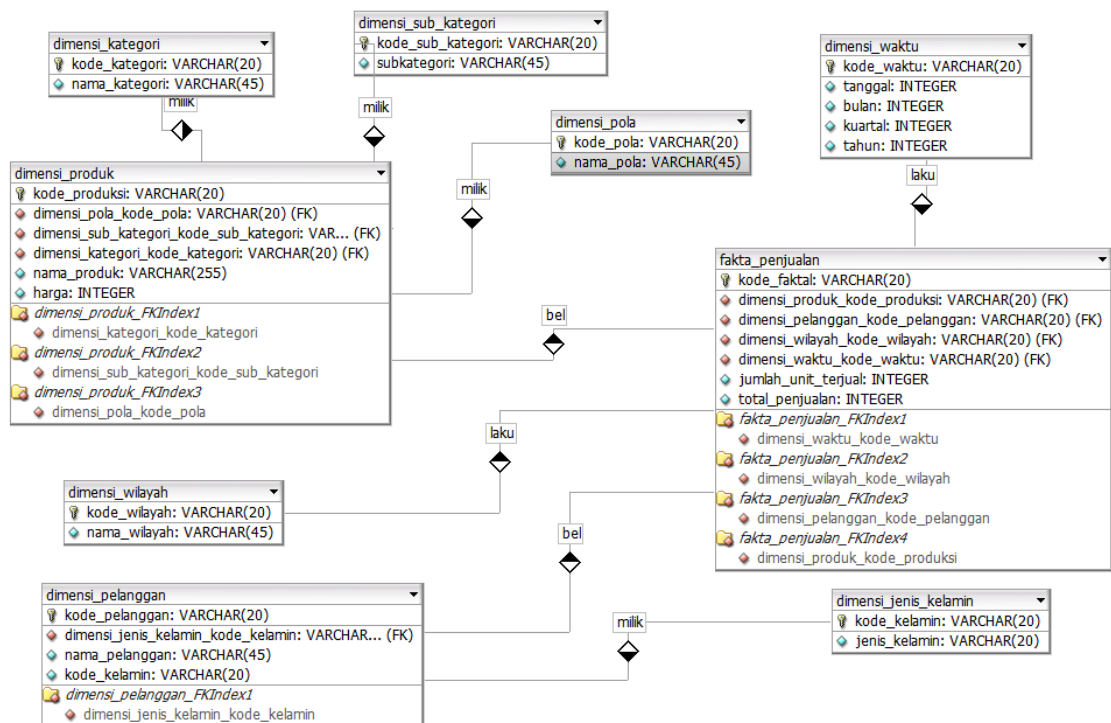 dimensi_kategori
kode_kategori: VARCHAR(20)
nama_kategori: VARCHAR(45)
milik
dimensi_sub_kategori
kode_sub_kategori: VARCHAR(20)
subkategori: VARCHAR(45)
milik
dimensi_pola
kode_pola: VARCHAR(20)
nama_pola: VARCHAR(45)
milik
dimensi_waktu
kode_waktu: VARCHAR(20)
tanggal: INTEGER
bulan: INTEGER
kuartal: INTEGER
tahun: INTEGER
laku
dimensi_produk
kode_produksi: VARCHAR(20)
dimensi_pola_kode_pola: VARCHAR(20) (FK)
dimensi_sub_kategori_kode_sub_kategori: VAR... (FK)
dimensi_kategori_kode_kategori: VARCHAR(20) (FK)
nama_produk: VARCHAR(255)
harga: INTEGER
dimensi_produk_FKIndex1
dimensi_kategori_kode_kategori
dimensi_produk_FKIndex2
dimensi_sub_kategori_kode_sub_kategori
dimensi_produk_FKIndex3
dimensi_pola_kode_pola
bel
fakta_penjualan
kode_faktal: VARCHAR(20)
dimensi_produk_kode_produksi: VARCHAR(20) (FK)
dimensi_pelanggan_kode_pelanggan: VARCHAR(20) (FK)
dimensi_wilayah_kode_wilayah: VARCHAR(20) (FK)
dimensi_waktu_kode_waktu: VARCHAR(20) (FK)
jumlah_unit_terjual: INTEGER
total_penjualan: INTEGER
fakta_penjualan_FKIndex1
dimensi_waktu_kode_waktu
fakta_penjualan_FKIndex2
dimensi_wilayah_kode_wilayah
fakta_penjualan_FKIndex3
dimensi_pelanggan_kode_pelanggan
fakta_penjualan_FKIndex4
dimensi_produk_kode_produksi
laku
dimensi_wilayah
kode_wilayah: VARCHAR(20)
nama_wilayah: VARCHAR(45)
bel
dimensi_pelanggan
kode_pelanggan: VARCHAR(20)
dimensi_jenis_kelamin_kode_kelamin: VARCHAR... (FK)
nama_pelanggan: VARCHAR(45)
kode_kelamin: VARCHAR(20)
dimensi_pelanggan_FKIndex1
dimensi_jenis_kelamin_kode_kelamin
milik
dimensi_jenis_kelamin
kode_kelamin: VARCHAR(20)
jenis_kelamin: VARCHAR(20)